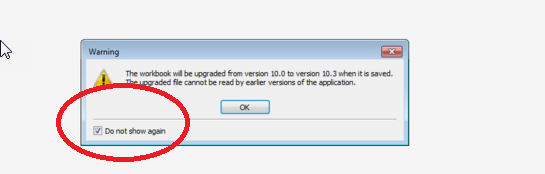 Warning
The workbook will be upgraded from version 10.0 to version 10.3 when it is saved.
The upgraded file cannot be read by earlier versions of the application.
OK
Do not show again